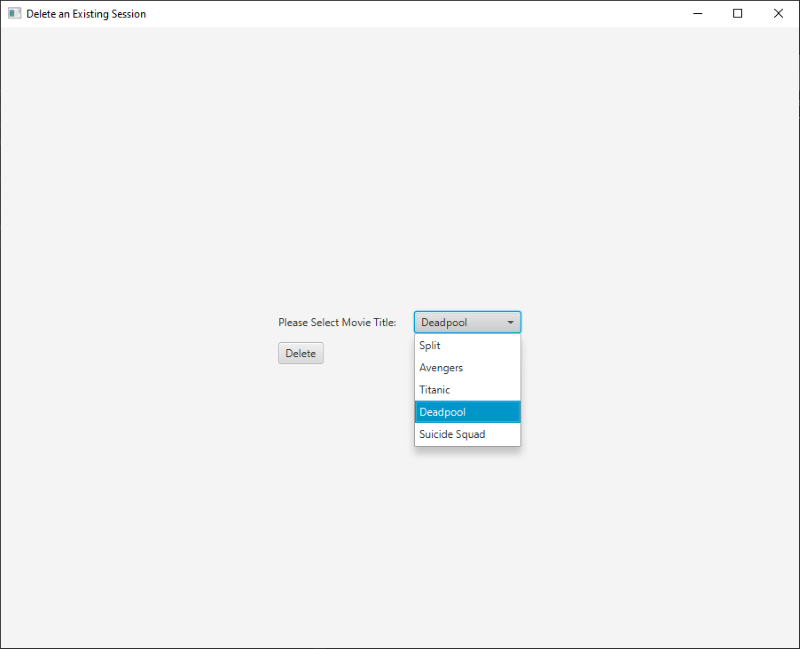 Delete an Existing Session
Please Select Movie Title:
Deadpool
Delete
Split
Avengers
Titanic
Deadpool
Suicide Squad